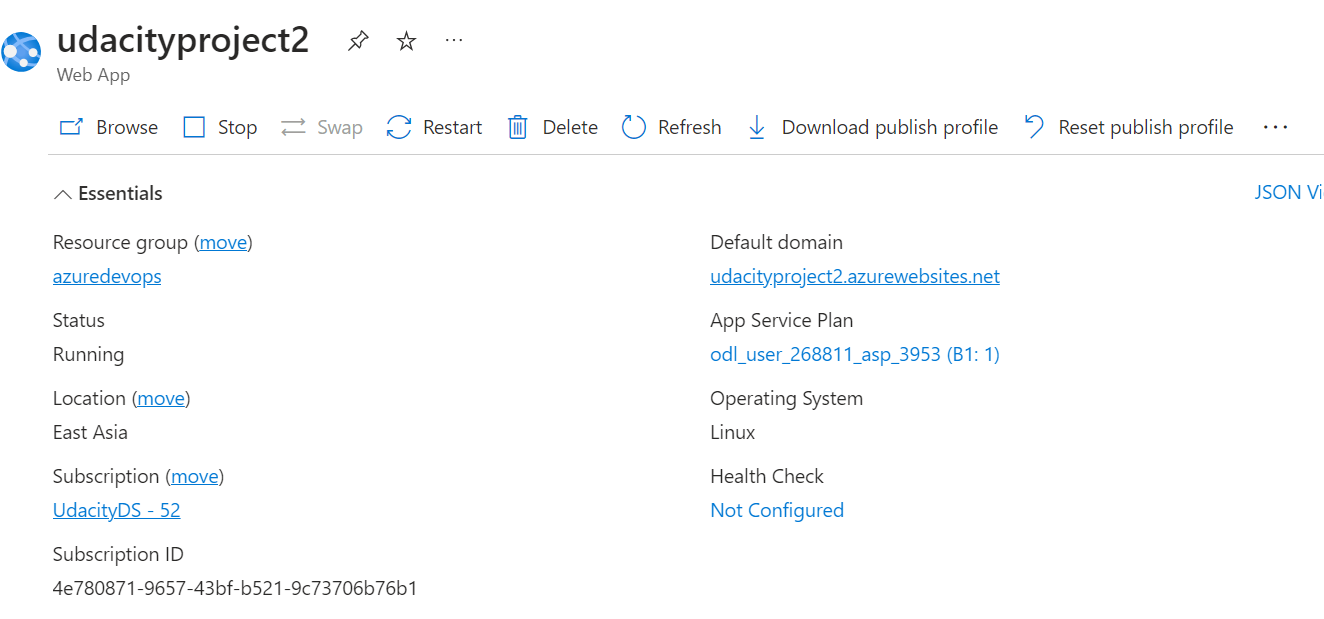 udacityproject2
Web App
Browse Stop Swap Restart Delete Refresh Download publish profile Reset publish profile
Essentials
JSON Vi
Resource group (move)
azuredevops
Status
Running
Location (move)
East Asia
Subscription (move)
UdacityDS - 52
Subscription ID
4e780871-9657-43bf-b521-9c73706b76b1
Default domain
udacityproject2.azurewebsites.net
App Service Plan
odl_user_268811_asp_3953 (B1: 1)
Operating System
Linux
Health Check
Not Configured